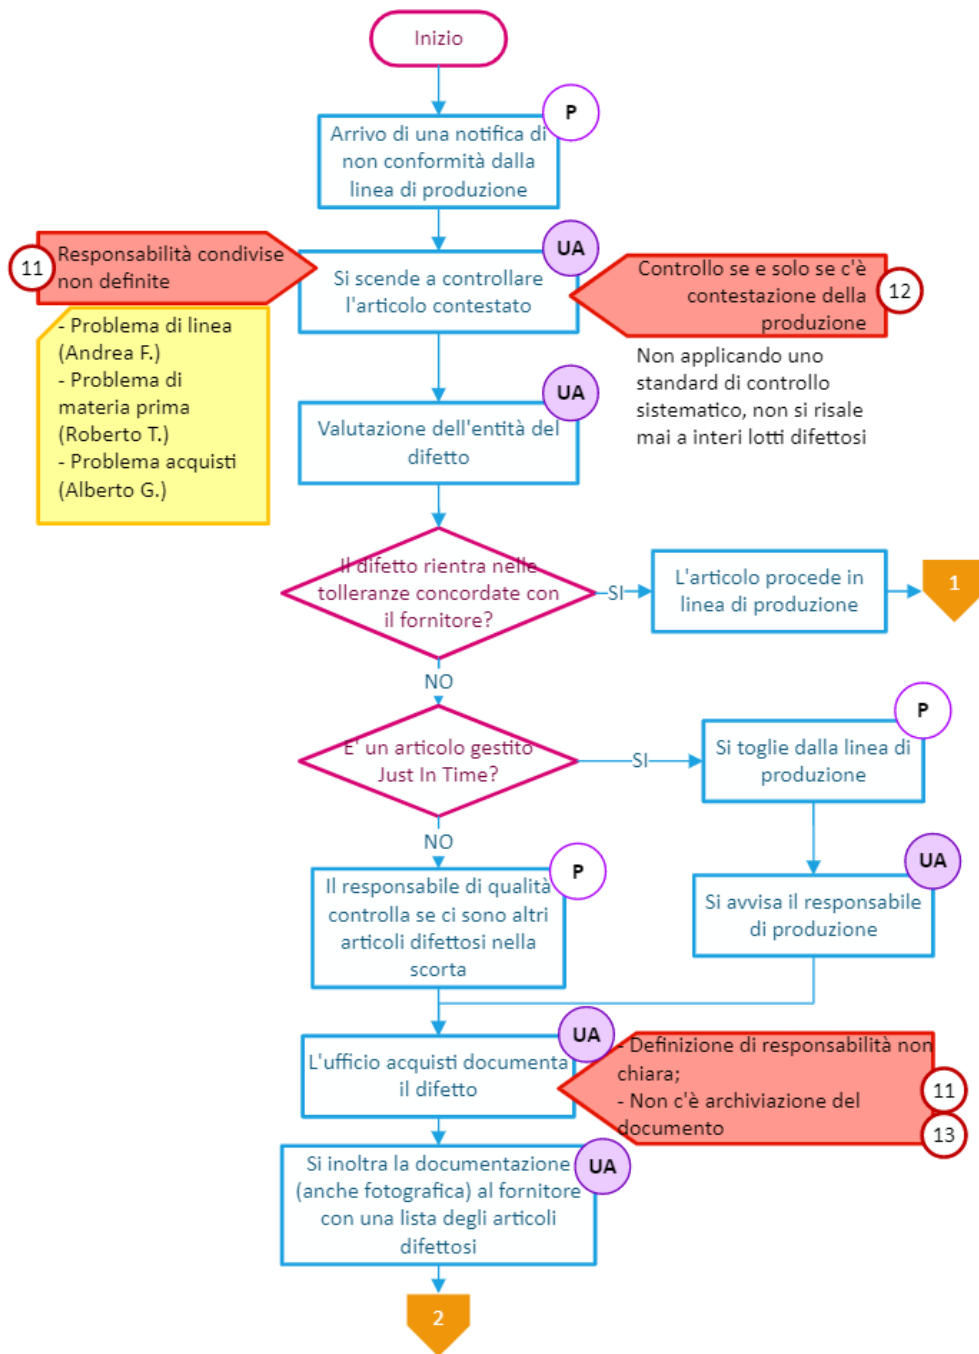 Inizio
P
Arrivo di una notifica di
non conformità dalla
linea di produzione
11
Responsabilità condivise
non definite
UA
Si scende a controllare
l'articolo contestato
Controllo se e solo se c'è
contestazione della
produzione
12
- Problema di linea
(Andrea F.)
- Problema di
materia prima
(Roberto T.)
- Problema acquisti
(Alberto G.)
Non applicando uno
standard di controllo
sistematico, non si risale
mai a interi lotti difettosi
UA
Valutazione dell'entità del
difetto
Il difetto rientra nelle
tolleranze concordate con
il fornitore?
SI
L'articolo procede in
linea di produzione
1
NO
E' un articolo gestito
Just In Time?
SI
P
Si toglie dalla linea di
produzione
NO
P
Il responsabile di qualità
controlla se ci sono altri
articoli difettosi nella
scorta
UA
Si avvisa il responsabile
di produzione
UA
L'ufficio acquisti documenta
il difetto
- Definizione di responsabilità non
chiara;
- Non c'è archiviazione del
documento
11
13
UA
Si inoltra la documentazione
(anche fotografica) al fornitore
con una lista degli articoli
difettosi
2